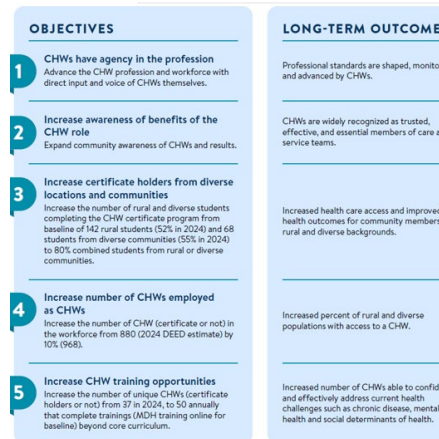 OBJECTIVES
1
CHWs have agency in the profession
Advance the CHW profession and workforce with
direct input and voice of CHWs themselves.
2
Increase awareness of benefits of the
CHW role
Expand community awareness of CHWs and results.
3
Increase certificate holders from diverse
locations and communities
Increase the number of rural and diverse students
completing the CHW certificate program from
baseline of 142 rural students (52% in 2024) and 68
students from diverse communities (55% in 2024)
to 80% combined students from rural or diverse
communities.
4
Increase number of CHWs employed
as CHWs
Increase the number of CHW (certificate or not) in
the workforce from 880 (2024 DEED estimate) by
10% (968).
5
Increase CHW training opportunities
Increase the number of unique CHWs (certificate
holders or not) from 37 in 2024, to 50 annually
that complete trainings (MDH training online for
baseline) beyond core curriculum.
LONG-TERM OUTCOME
Professional standards are shaped, monito
and advanced by CHWs.
CHWs are widely recognized as trusted,
effective, and essential members of care a
service teams.
Increased health care access and improved
health outcomes for community members
rural and diverse backgrounds.
Increased percent of rural and diverse
populations with access to a CHW.
Increased number of CHWs able to confid
and effectively address current health
challenges such as chronic disease, mental
health and social determinants of health.